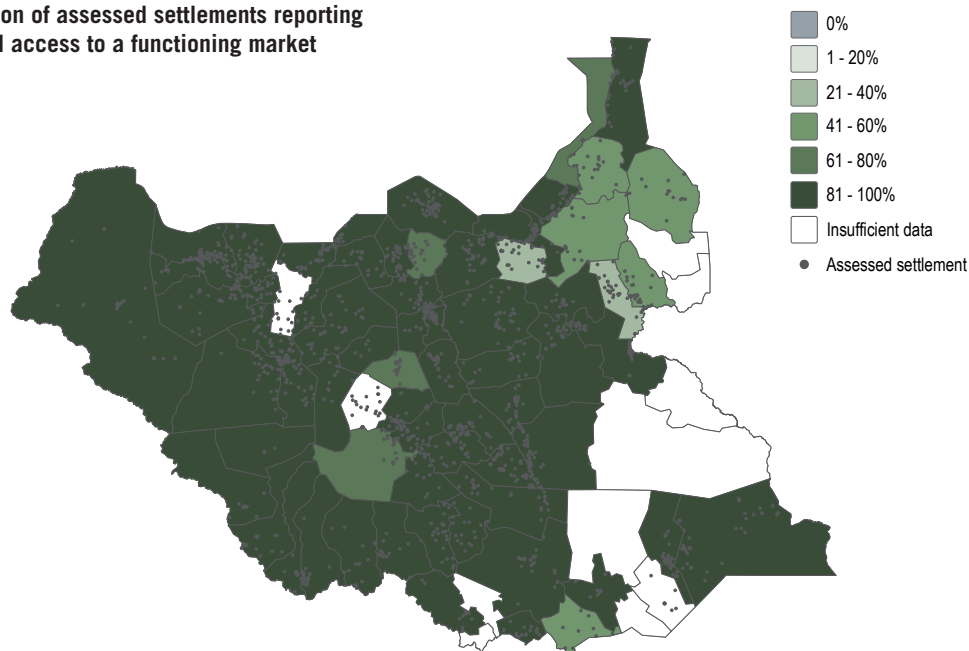 on of assessed settlements reporting
access to a functioning market
0%
1 - 20%
21 - 40%
41 - 60%
61 - 80%
81 - 100%
Insufficient data
Assessed settlement